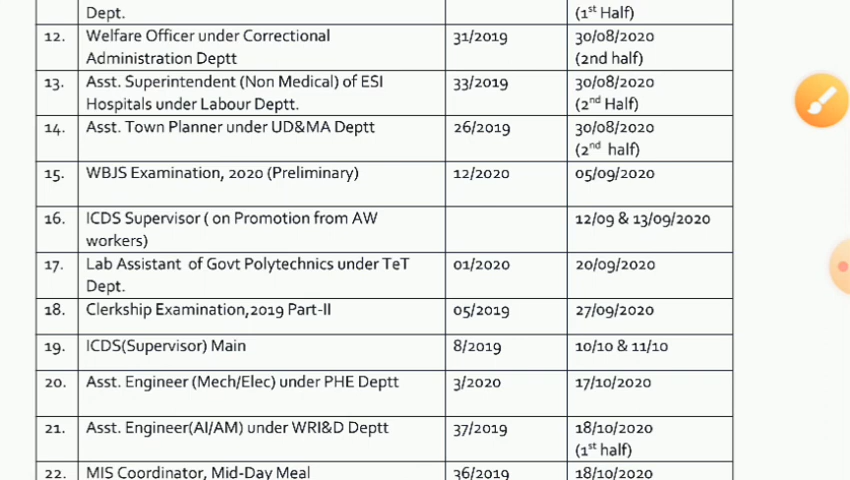 Dept. (1st Half)
12. Welfare Officer under Correctional 31/2019 30/08/2020
Administration Deptt (2nd half)
13. Asst. Superintendent (Non Medical) of ESI 33/2019 30/08/2020
Hospitals under Labour Deptt. (2nd Half)
14. Asst. Town Planner under UD&MA Deptt 26/2019 30/08/2020
(2nd half)
15. WBJS Examination, 2020 (Preliminary) 12/2020 05/09/2020
16. ICDS Supervisor ( on Promotion from AW 12/09 & 13/09/2020
workers)
17. Lab Assistant of Govt Polytechnics under TeT 01/2020 20/09/2020
Dept.
18. Clerkship Examination,2019 Part-II 05/2019 27/09/2020
19. ICDS(Supervisor) Main 8/2019 10/10 & 11/10
20. Asst. Engineer (Mech/Elec) under PHE Deptt 3/2020 17/10/2020
21. Asst. Engineer(AI/AM) under WRI&D Deptt 37/2019 18/10/2020
(1st half)
22. MIS Coordinator, Mid-Day Meal 36/2019 18/10/2020